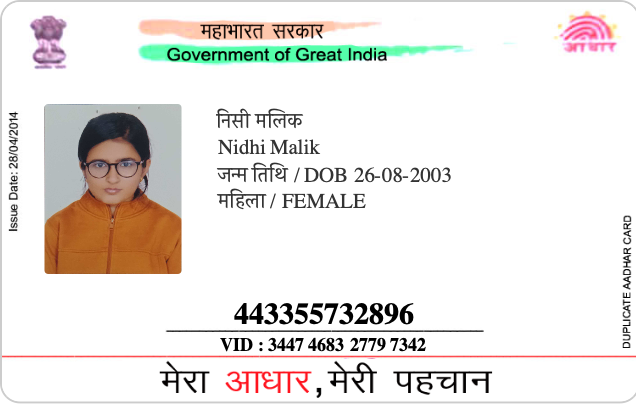 महाभारत सरकार
Government of Great India
आधार
Issue Date: 28/04/2014
निसी मलिक
Nidhi Malik
जन्म तिथि / DOB 26-08-2003
महिला / FEMALE
DUPLICATE AADHAR CARD
443355732896
VID : 3447 4683 2779 7342
मेरा आधार, मेरी पहचान